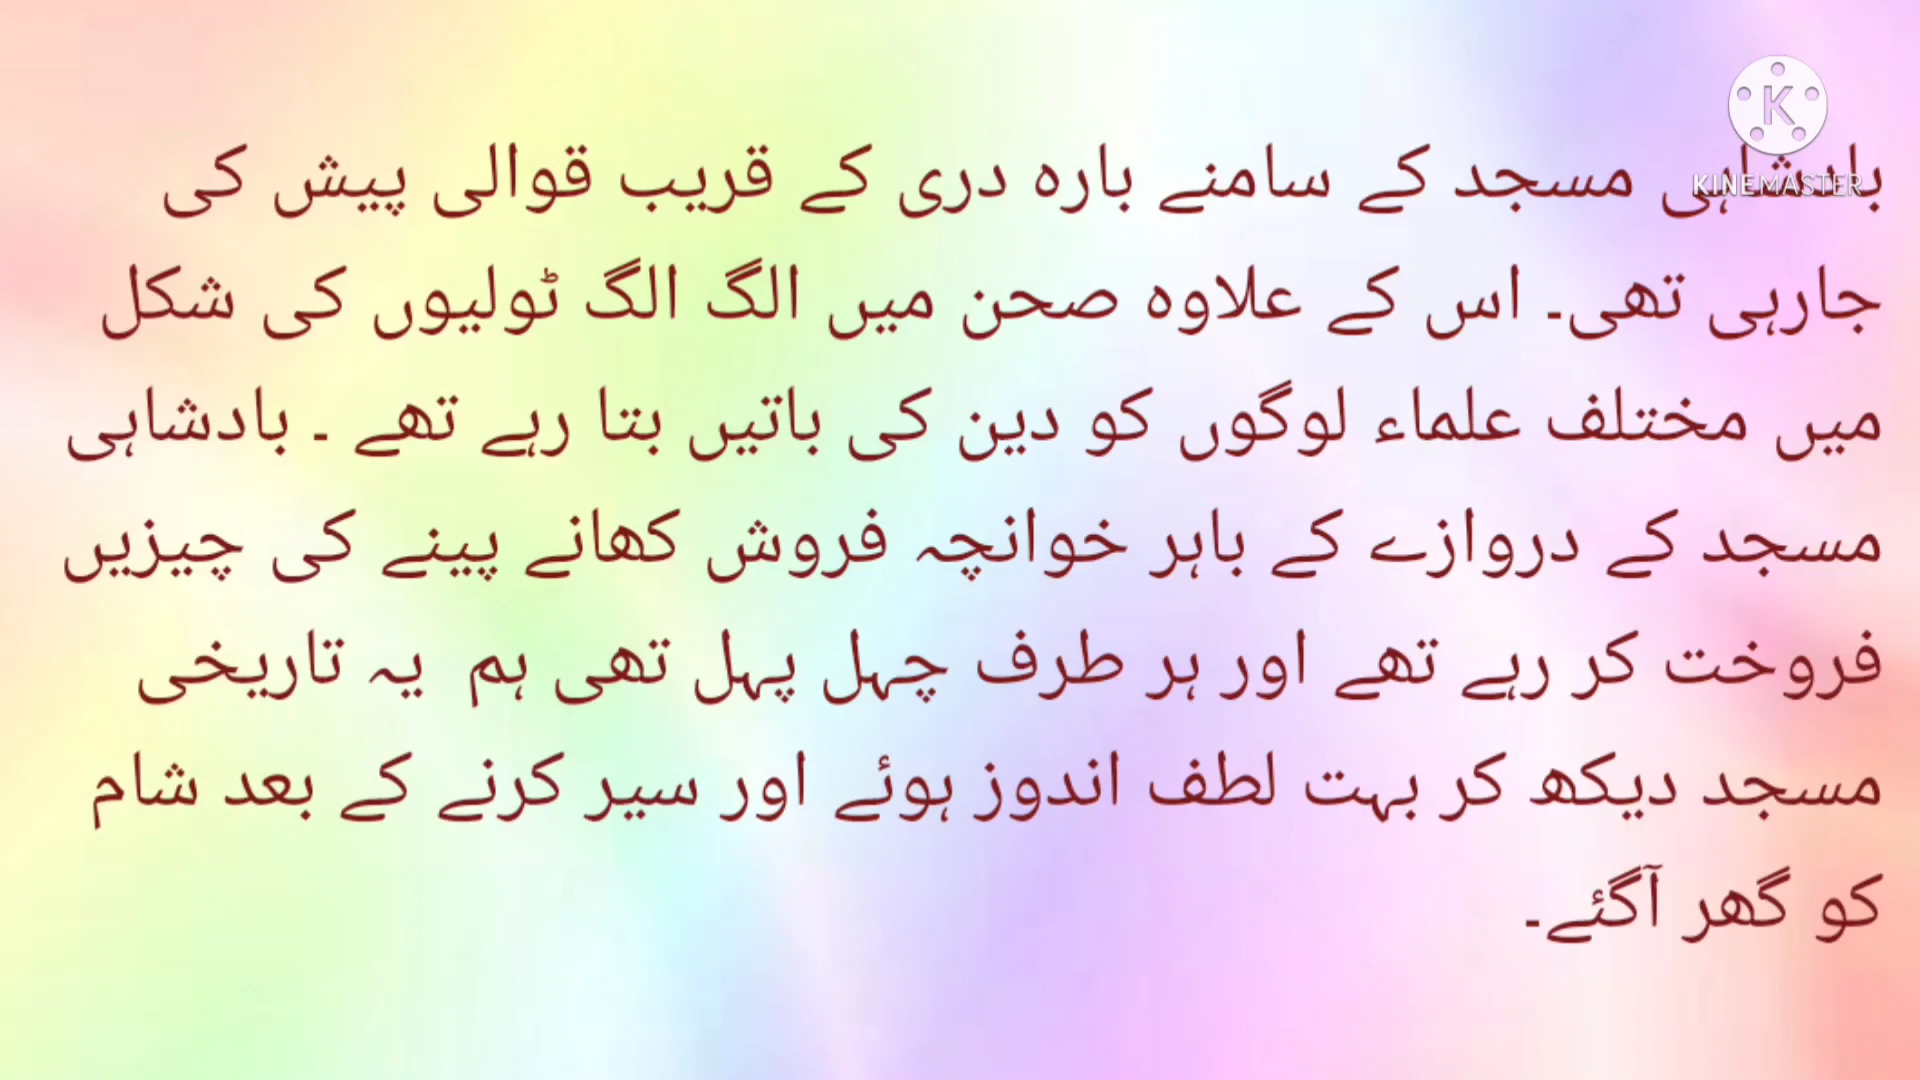 KINEMASTER
بادشاہی مسجد کے سامنے بارہ دری کے قریب قوالی پیش کی
جارہی تھی۔ اس کے علاوہ صحن میں الگ الگ ٹولیوں کی شکل
میں مختلف علماء لوگوں کو دین کی باتیں بتا رہے تھے ۔ بادشاہی
مسجد کے دروازے کے باہر خوانچہ فروش کھانے پینے کی چیزیں
فروخت کر رہے تھے اور ہر طرف چہل پہل تھی ہم یہ تاریخی
مسجد دیکھ کر بہت لطف اندوز ہوئے اور سیر کرنے کے بعد شام
کو گھر آگئے۔